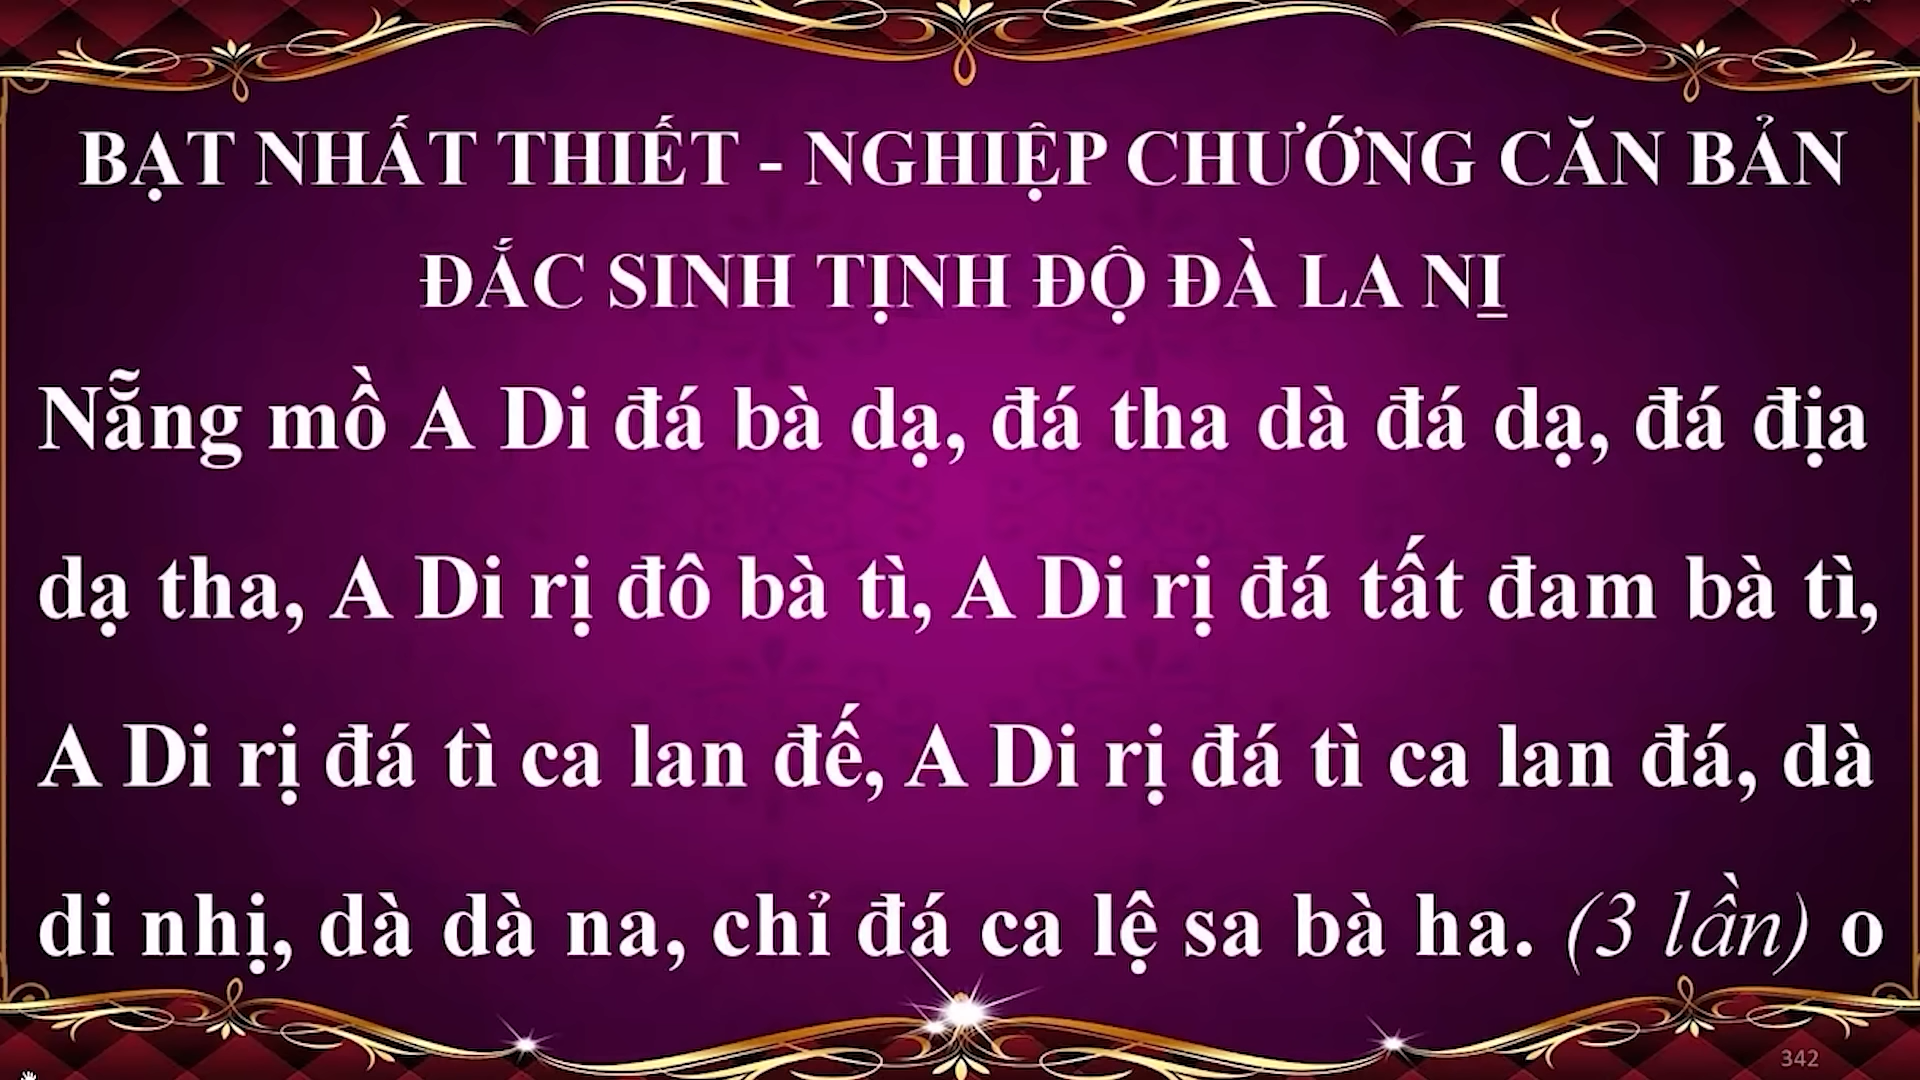 BẠT NHẤT THIẾT - NGHIỆP CHƯỚNG CĂN BẢN
ĐẮC SINH TỊNH ĐỘ ĐÀ LA NI
Nẵng mồ A Di đá bà dạ, đá tha dà đá dạ, đá địa
dạ tha, A Di rị đô bà tì, A Di rị đá tất đam bà tì,
A Di rị đá tì ca lan đế, A Di rị đá tì ca lan đá, dà
di nhị, dà dà na, chỉ đá ca lệ sa bà ha. (3 lần) o
342